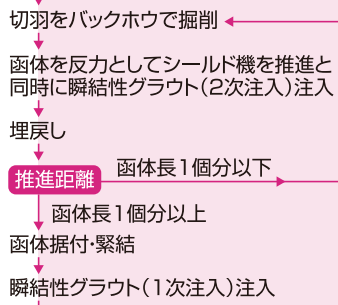 切羽をバックホウで掘削
函体を反力としてシールド機を推進と
同時に瞬結性グラウト（2次注入）注入
埋戻し
推進距離
函体長1個分以下
函体長1個分以上
函体据付・緊結
瞬結性グラウト（1次注入）注入